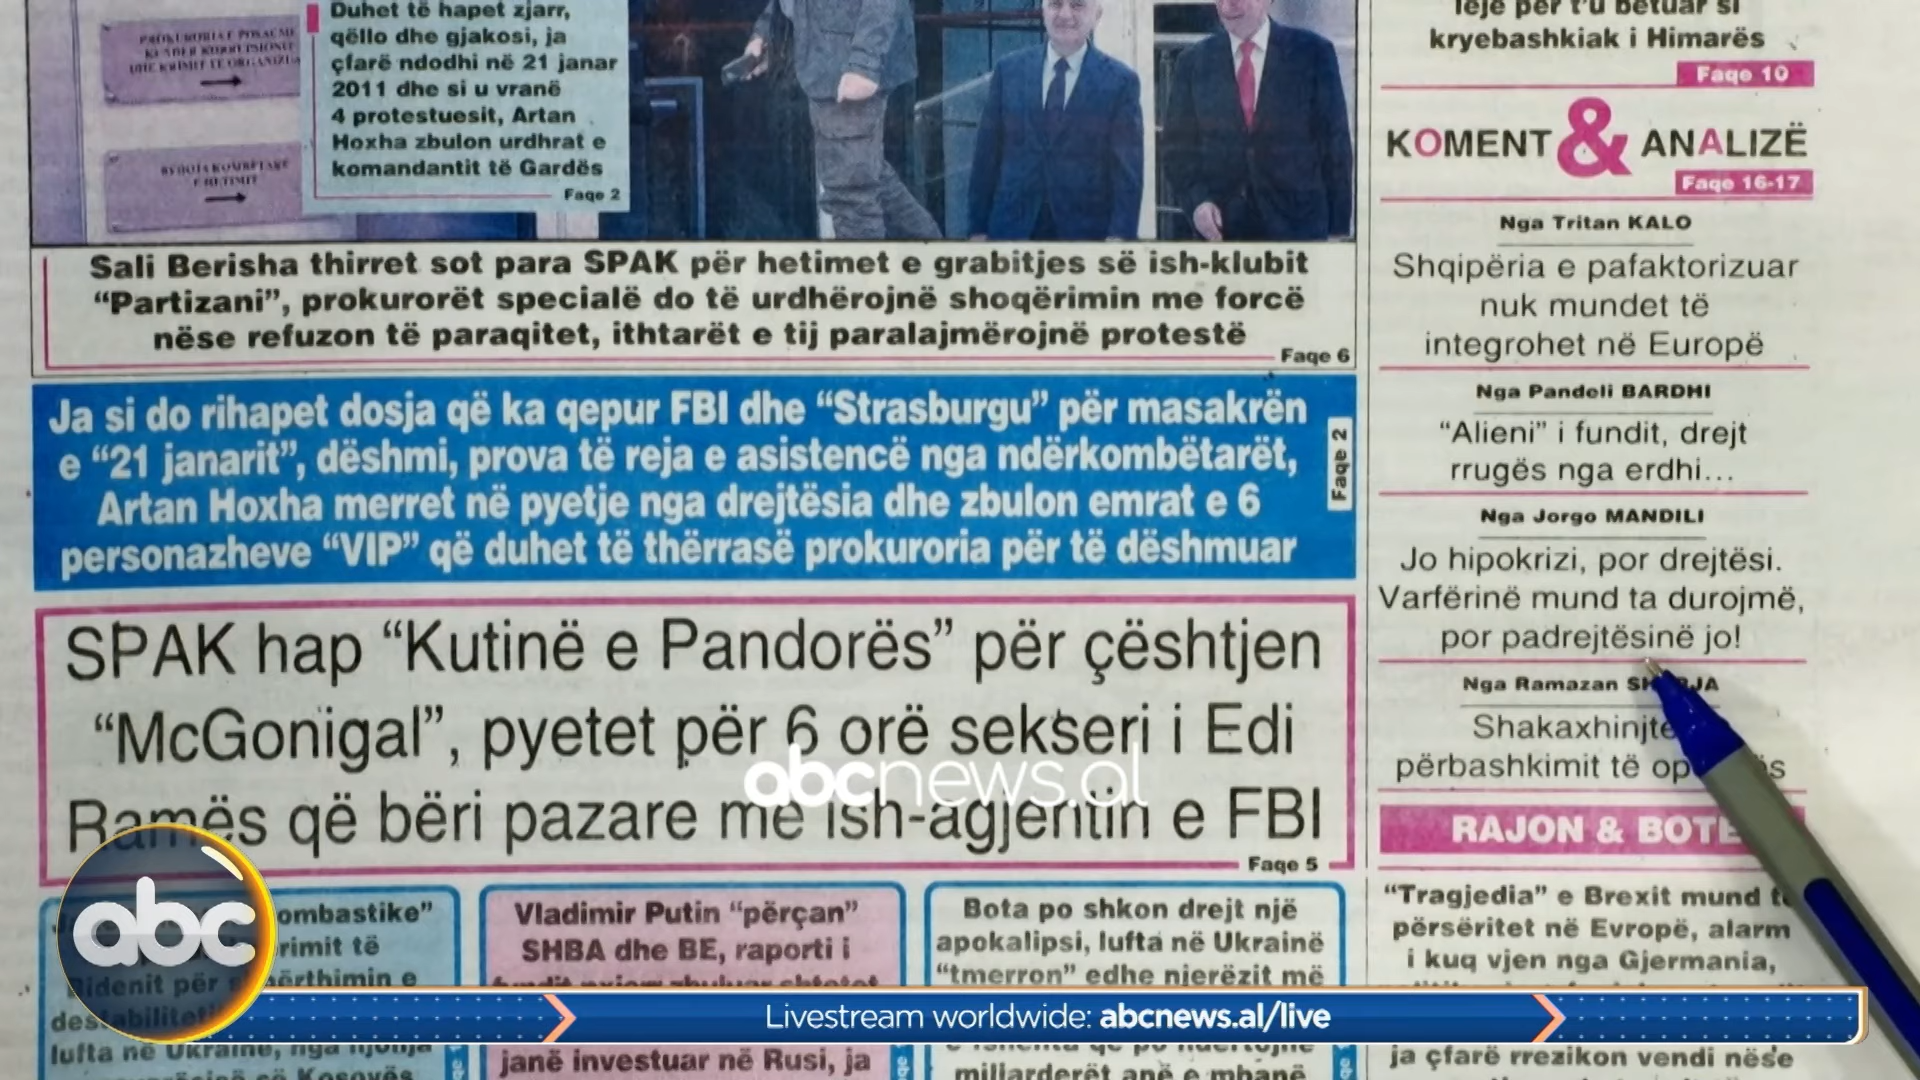 Duhet të hapet zjarr,
qëllo dhe gjakosi, ja
çfarë ndodhi në 21 janar
2011 dhe si u vranë
4 protestuesit, Artan
Hoxha zbulon urdhrat e
komandantit të Gardës
Faqe 2
Sali Berisha thirret sot para SPAK për hetimet e grabitjes së ish-klubit
“Partizani”, prokurorët specialë do të urdhërojnë shoqërimin me forcë
nëse refuzon të paraqitet, ithtarët e tij paralajmërojnë protestë
Faqe 6
Ja si do rihapet dosja që ka qepur FBI dhe “Strasburgu” për masakrën
e “21 janarit”, dëshmi, prova të reja e asistencë nga ndërkombëtarët,
Artan Hoxha merret në pyetje nga drejtësia dhe zbulon emrat e 6
personazheve “VIP” që duhet të thërrasë prokuroria për të dëshmuar
Faqe 2
SPAK hap “Kutinë e Pandorës” për çështjen
“McGonigal”, pyetet për 6 orë sekseri i Edi
Ramës që bëri pazare me ish-agjentin e FBI
Faqe 5
abcnews.al
ombastike”
rimit të
Bidenit për
lufta në Ukrainë, nga
Vladimir Putin “përçan”
SHBA dhe BE, raporti i
janë investuar në Rusi, ja
Bota po shkon drejt një
apokalipsi, lufta në Ukrainë
“tmerron” edhe njerëzit më
miliarderët anë e mbanë
leje për t’u betuar si
kryebashkiak i Himarës
Faqe 10
KOMENT & ANALIZË
Faqe 16-17
Nga Tritan KALO
Shqipëria e pafaktorizuar
nuk mundet të
integrohet në Europë
Nga Pandeli BARDHI
“Alieni” i fundit, drejt
rrugës nga erdhi...
Nga Jorgo MANDILI
Jo hipokrizi, por drejtësi.
Varfërinë mund ta durojmë,
por padrejtësinë jo!
Nga Ramazan
Shakaxhinjtë
përbashkimit të
RAJON & BOTË
“Tragjedia” e Brexit mund të
përsëritet në Evropë, alarm
i kuq vjen nga Gjermania,
ja çfarë rrezikon vendi nëse
abc
Livestream worldwide: abcnews.al/live